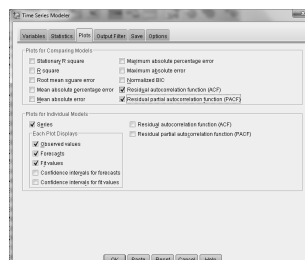 Time Series Modeler
Variables Statistics Plots Output Filter Save Options
Plots for Comparing Models
Stationary R square
Maximum absolute percentage error
R square
Maximum absolute error
Root mean square error
Normalized BIC
Mean absolute percentage error
Residual autocorrelation function (ACF)
Mean absolute error
Residual partial autocorrelation function (PACF)
Plots for Individual Models
Series
Residual autocorrelation function (ACF)
Each Plot Displays
Residual partial autocorrelation function (PACF)
Observed values
Forecasts
Fit values
Confidence intervals for forecasts
Confidence intervals for fit values
OK Paste Reset Cancel Help